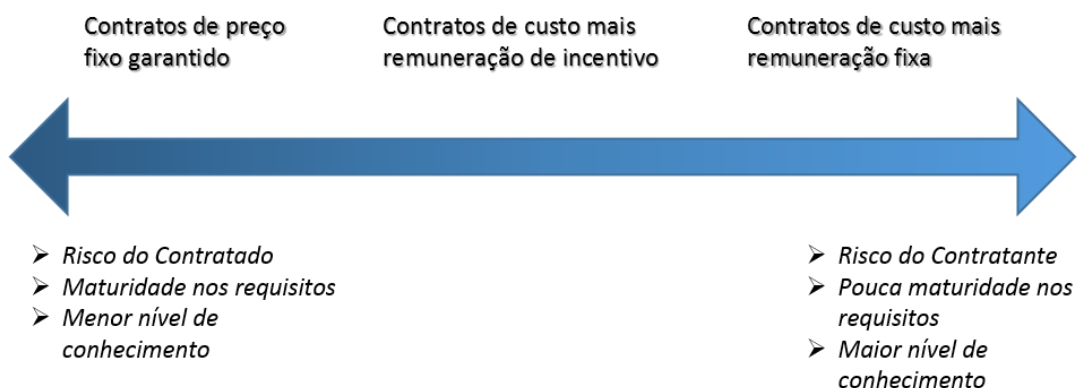 Contratos de preço
fixo garantido
Contratos de custo mais
remuneração de incentivo
Contratos de custo mais
remuneração fixa
➢ Risco do Contratado
➢ Maturidade nos requisitos
➢ Menor nível de
conhecimento
➢ Risco do Contratante
➢ Pouca maturidade nos
requisitos
➢ Maior nível de
conhecimento